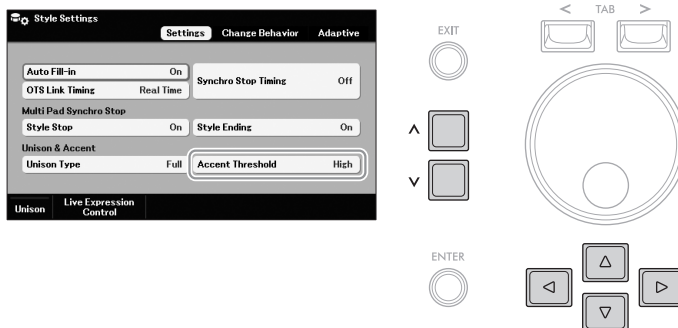 Style Settings
Settings Change Behavior Adaptive
Auto Fill-in On
Synchro Stop Timing Off
OTS Link Timing Real Time
Multi Pad Synchro Stop
Style Stop On Style Ending On
Unison & Accent
Unison Type Full Accent Threshold High
Unison Live Expression Control
EXIT
< TAB >
∧
∨
ENTER